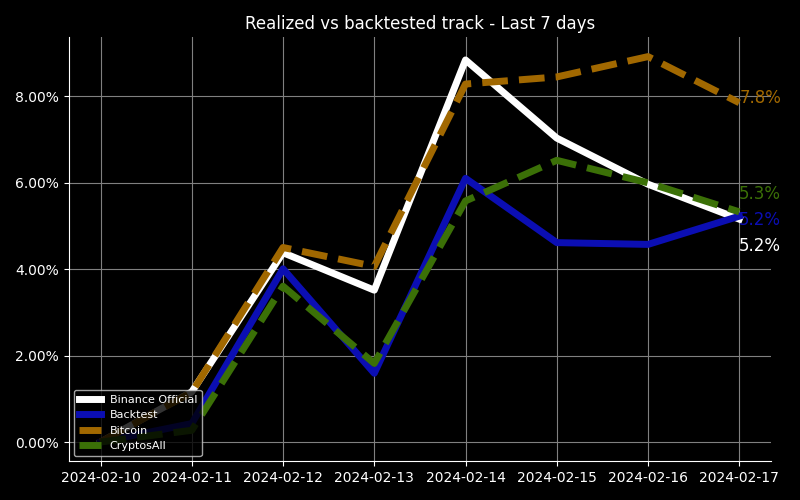 Realized vs backtested track - Last 7 days
8.00%
6.00%
4.00%
2.00%
0.00%
7.8%
5.3%
5.2%
5.2%
Binance Official
Backtest
Bitcoin
CryptosAll
2024-02-10 2024-02-11 2024-02-12 2024-02-13 2024-02-14 2024-02-15 2024-02-16 2024-02-17